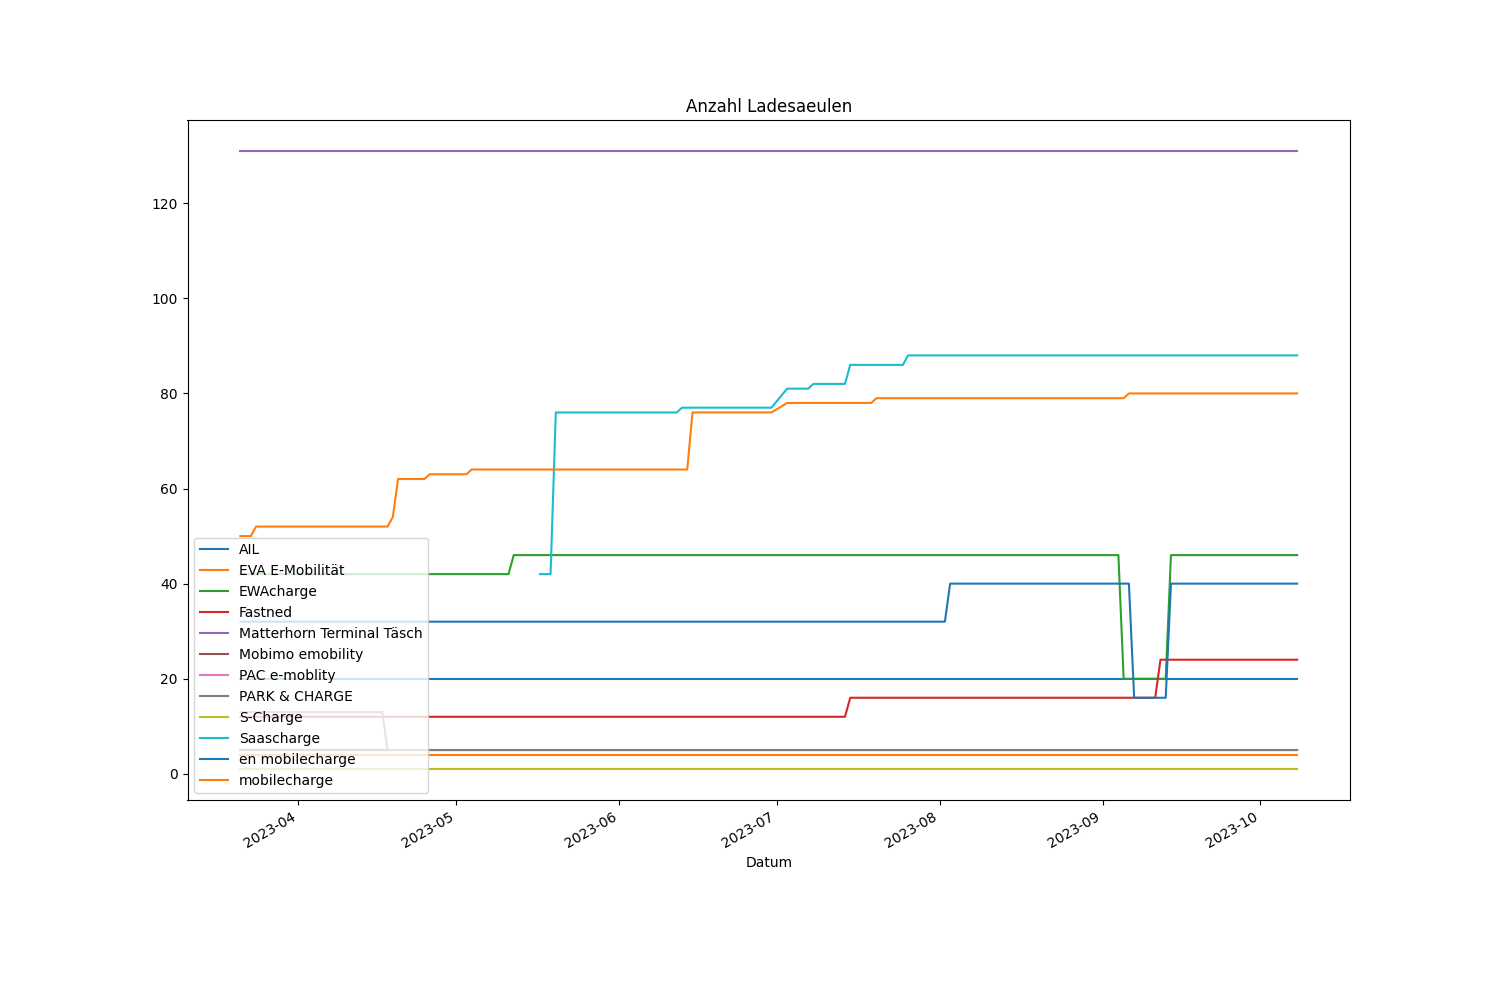 Anzahl Ladesaeulen
120
100
80
60
40
20
0
AIL
EVA E-Mobilität
EWAcharge
Fastned
Matterhorn Terminal Täsch
Mobimo emobility
PAC e-moblity
PARK & CHARGE
S-Charge
Saascharge
en mobilecharge
mobilecharge
2023-04
2023-05
2023-06
2023-07
2023-08
2023-09
2023-10
Datum